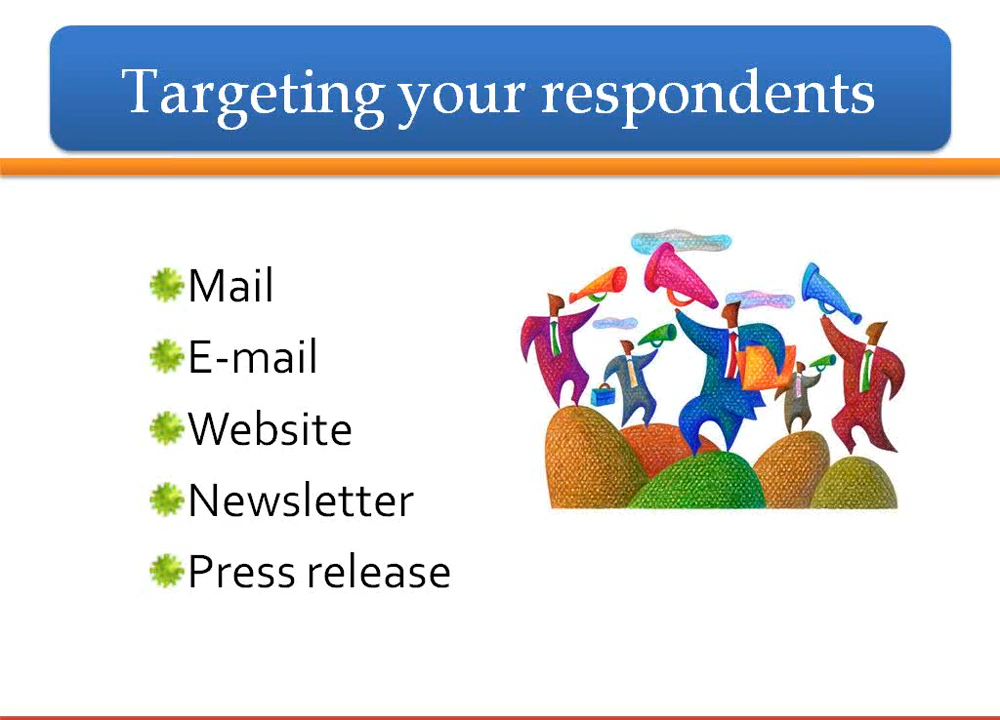 Targeting your respondents
Mail
E-mail
Website
Newsletter
Press release